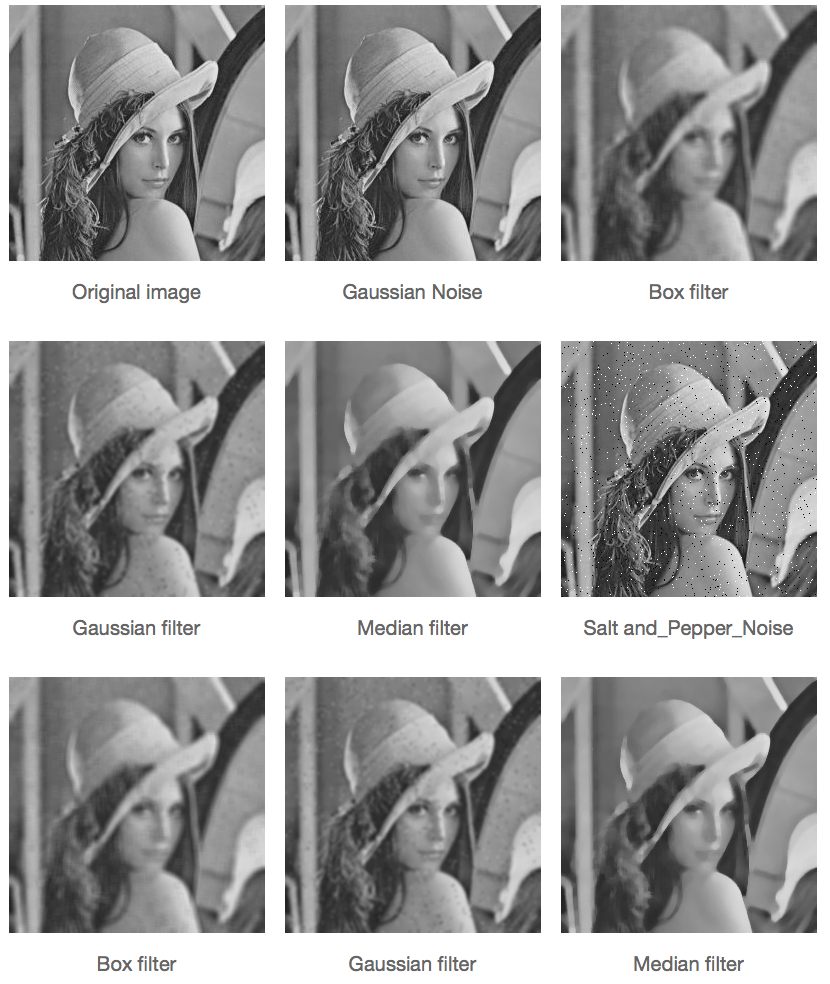 Original image
Gaussian Noise
Box filter
Gaussian filter
Median filter
Salt and_Pepper_Noise
Box filter
Gaussian filter
Median filter